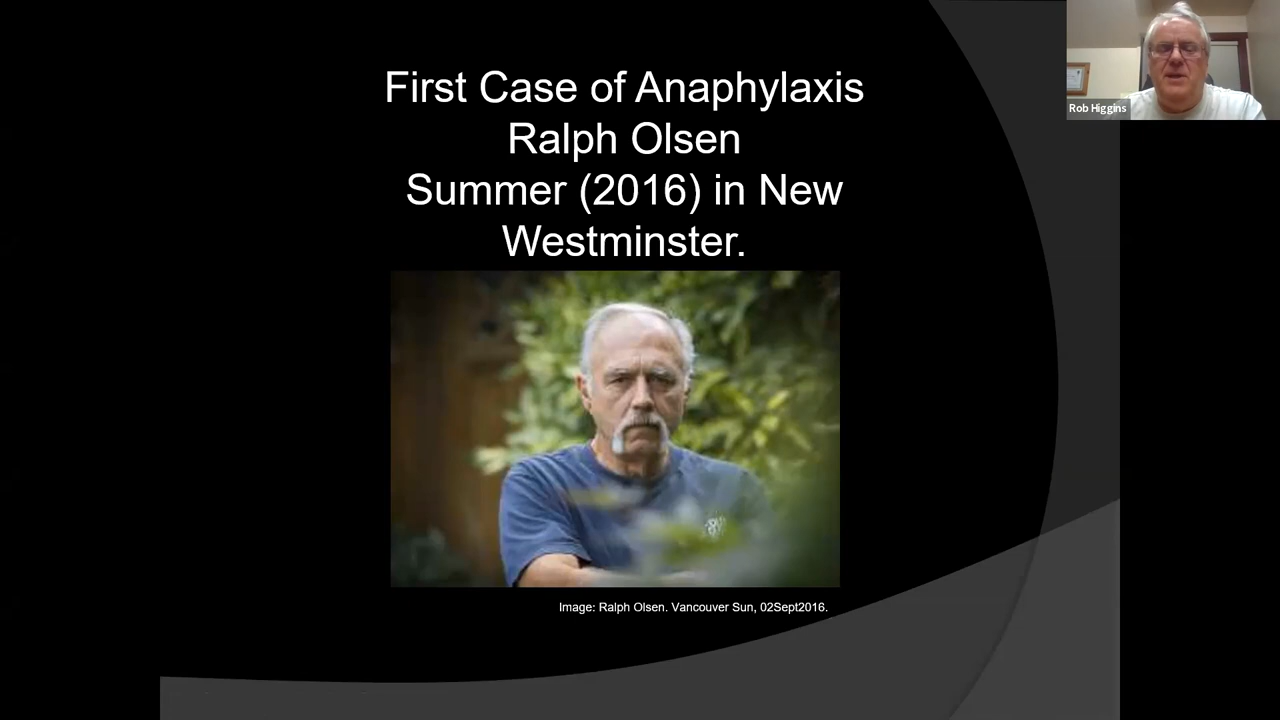 First Case of Anaphylaxis
Ralph Olsen
Summer (2016) in New
Westminster.
Image: Ralph Olsen. Vancouver Sun, 02Sept2016.
Rob Higgins